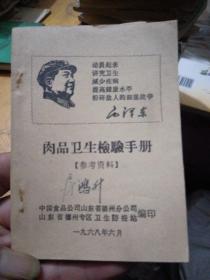 动员起来
讲究卫生
减少疾病
提高健康水平
粉碎敌人的细菌战争
毛泽东
肉品卫生检验手册
【参考资料】
中国食品公司山东省德州分公司
山东省德州专区卫生防疫站 编印
一九六八年六月